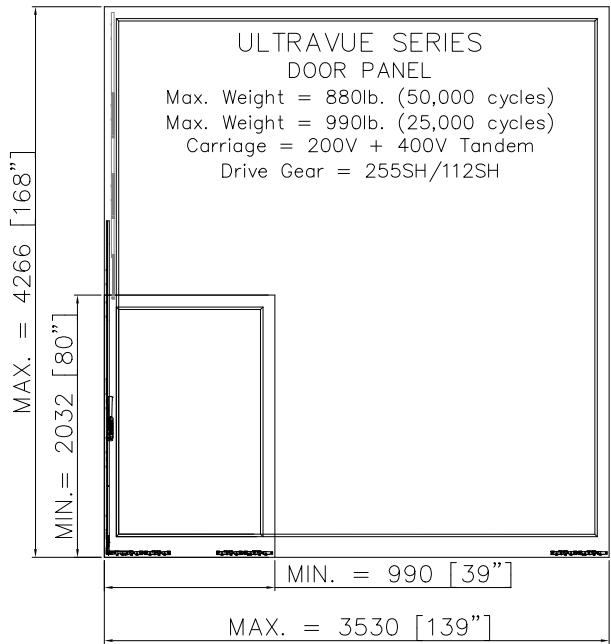 ULTRAVUE SERIES
DOOR PANEL
Max. Weight = 880lb. (50,000 cycles)
Max. Weight = 990lb. (25,000 cycles)
Carriage = 200V + 400V Tandem
Drive Gear = 255SH/112SH
MAX. = 4266 [168"]
MIN.= 2032 [80"]
MIN. = 990 [39"]
MAX. = 3530 [139"]